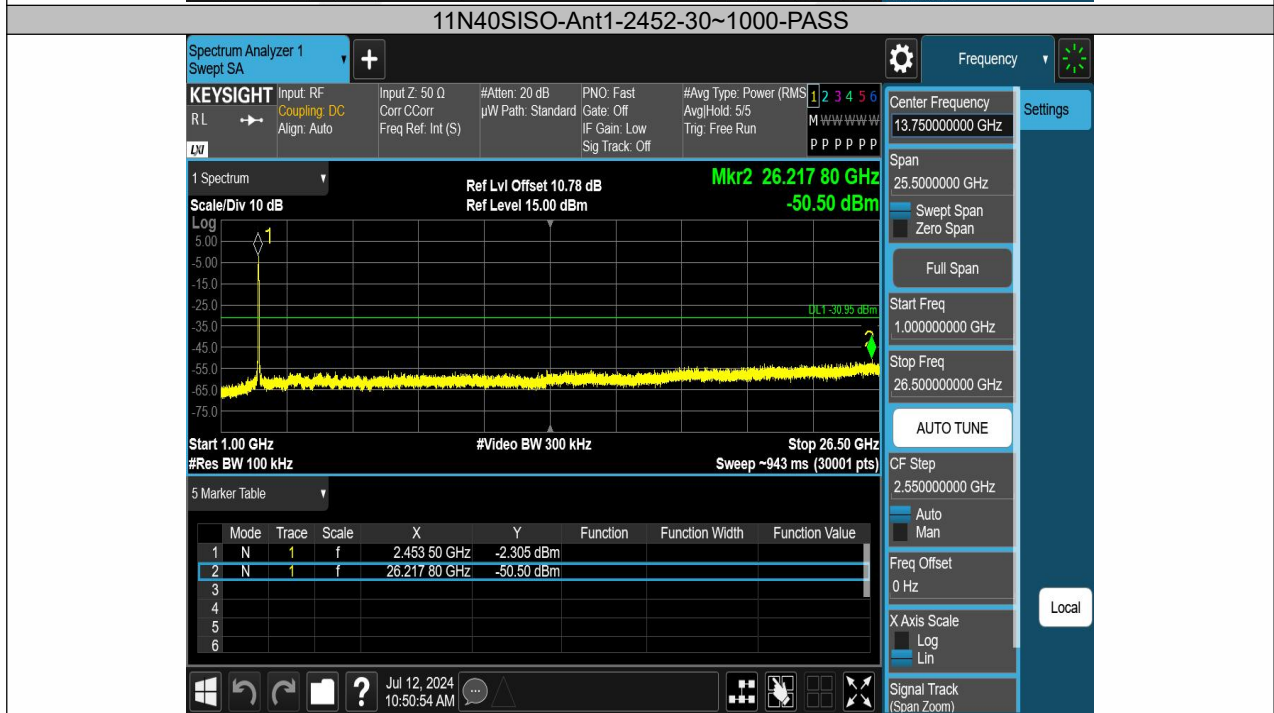 11N40SISO-Ant1-2452-30~1000-PASS
Spectrum Analyzer 1
Swept SA
+
Frequency
KEYSIGHT
RL
LXI
Input: RF
Coupling: DC
Align: Auto
Input Z: 50 Ω
Corr CCorr
Freq Ref: Int (S)
#Atten: 20 dB
µW Path: Standard
PNO: Fast
Gate: Off
IF Gain: Low
Sig Track: Off
#Avg Type: Power (RMS
Avg|Hold: 5/5
Trig: Free Run
1 2 3 4 5 6
M W W W W W
P P P P P P
Center Frequency
13.750000000 GHz
Settings
1 Spectrum
Scale/Div 10 dB
Ref Lvl Offset 10.78 dB
Ref Level 15.00 dBm
Mkr2 26.217 80 GHz
-50.50 dBm
Log
5.00
-5.00
-15.0
-25.0
-35.0
-45.0
-55.0
-65.0
-75.0
1
DL1 -30.95 dBm
2
Start 1.00 GHz
#Res BW 100 kHz
#Video BW 300 kHz
Stop 26.50 GHz
Sweep ~943 ms (30001 pts)
Span
25.5000000 GHz
Swept Span
Zero Span
Full Span
Start Freq
1.000000000 GHz
Stop Freq
26.500000000 GHz
AUTO TUNE
CF Step
2.550000000 GHz
Auto
Man
Freq Offset
0 Hz
X Axis Scale
Log
Lin
Signal Track
(Span Zoom)
Local
5 Marker Table
Mode Trace Scale X Y Function Function Width Function Value
1 N 1 f 2.453 50 GHz -2.305 dBm
2 N 1 f 26.217 80 GHz -50.50 dBm
3
4
5
6
?
Jul 12, 2024
10:50:54 AM